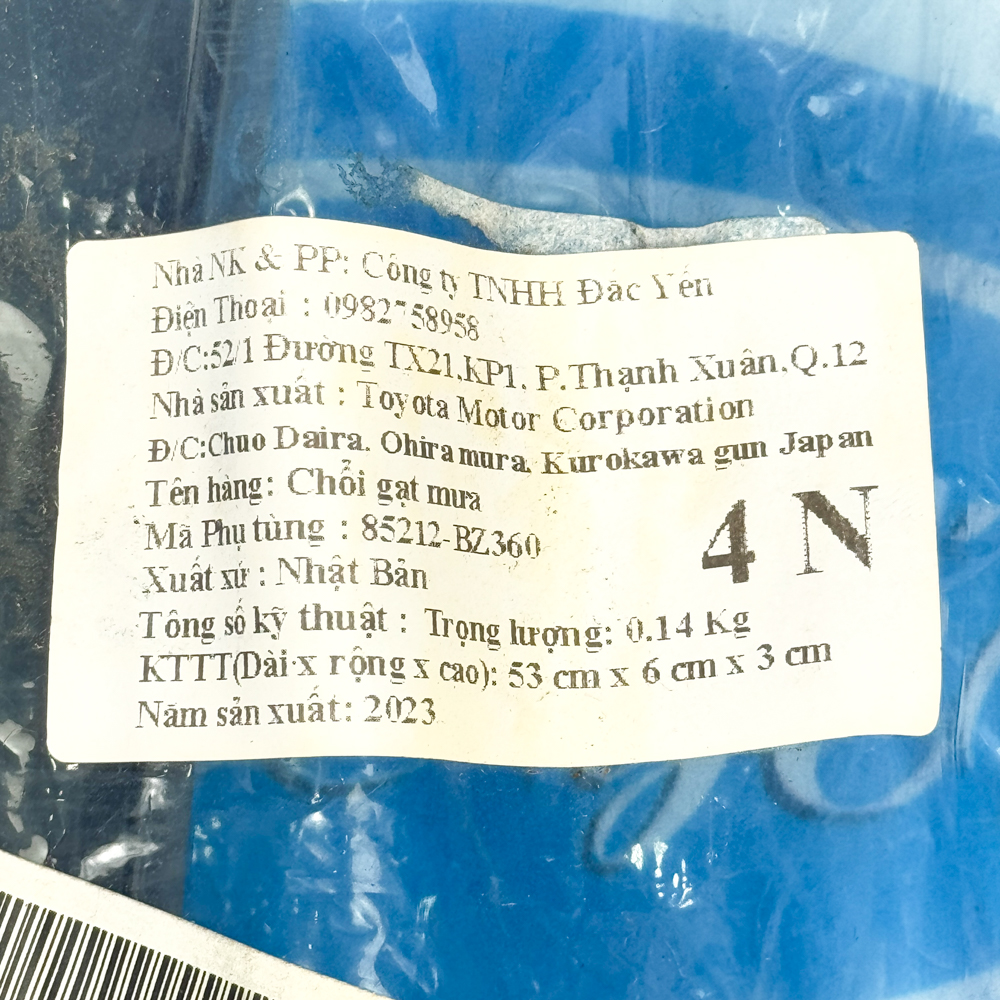 Nhà NK & PP: Công ty TNHH Đắc Yến
Điện Thoại : 0982758958
Đ/C:52/1 Đường TX21.KP1. P.Thạnh Xuân.Q.12
Nhà sản xuất : Toyota Motor Corporation
Đ/C:Chuo Daira. Ohira mura. Kurokawa gun Japan
Tên hàng: Chổi gạt mưa
Mã Phụ tùng : 85212-BZ360
4 N
Xuất xứ : Nhật Bản
Tông số kỹ thuật : Trọng lượng: 0.14 Kg
KTTT(Dài x rộng x cao): 53 cm x 6 cm x 3 cm
Năm sản xuất: 2023